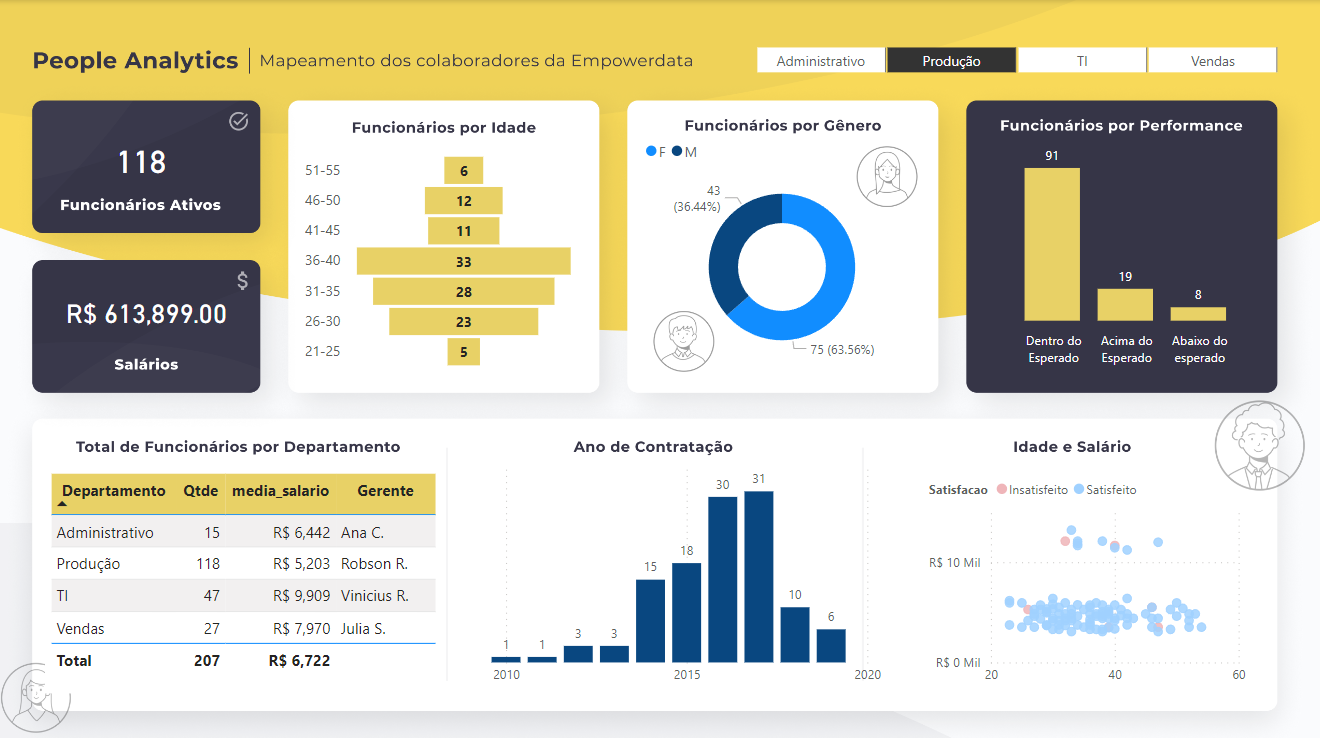 People Analytics
Mapeamento dos colaboradores da Empowerdata
Administrativo
Produção
TI
Vendas
118
Funcionários Ativos
$
R$ 613,899.00
Salários
Funcionários por Idade
51-55 6
46-50 12
41-45 11
36-40 33
31-35 28
26-30 23
21-25 5
Funcionários por Gênero
F M
43
(36.44%)
75 (63.56%)
Funcionários por Performance
91
19
8
Dentro do
Esperado
Acima do
Esperado
Abaixo do
esperado
Total de Funcionários por Departamento
Departamento Qtde media_salario Gerente
Administrativo 15 R$ 6,442 Ana C.
Produção 118 R$ 5,203 Robson R.
TI 47 R$ 9,909 Vinicius R.
Vendas 27 R$ 7,970 Julia S.
Total 207 R$ 6,722
Ano de Contratação
1 1 3 3 15 18 30 31 10 6
2010 2015 2020
Idade e Salário
Satisfacao Insatisfeito Satisfeito
R$ 10 Mil
R$ 0 Mil
20 40 60